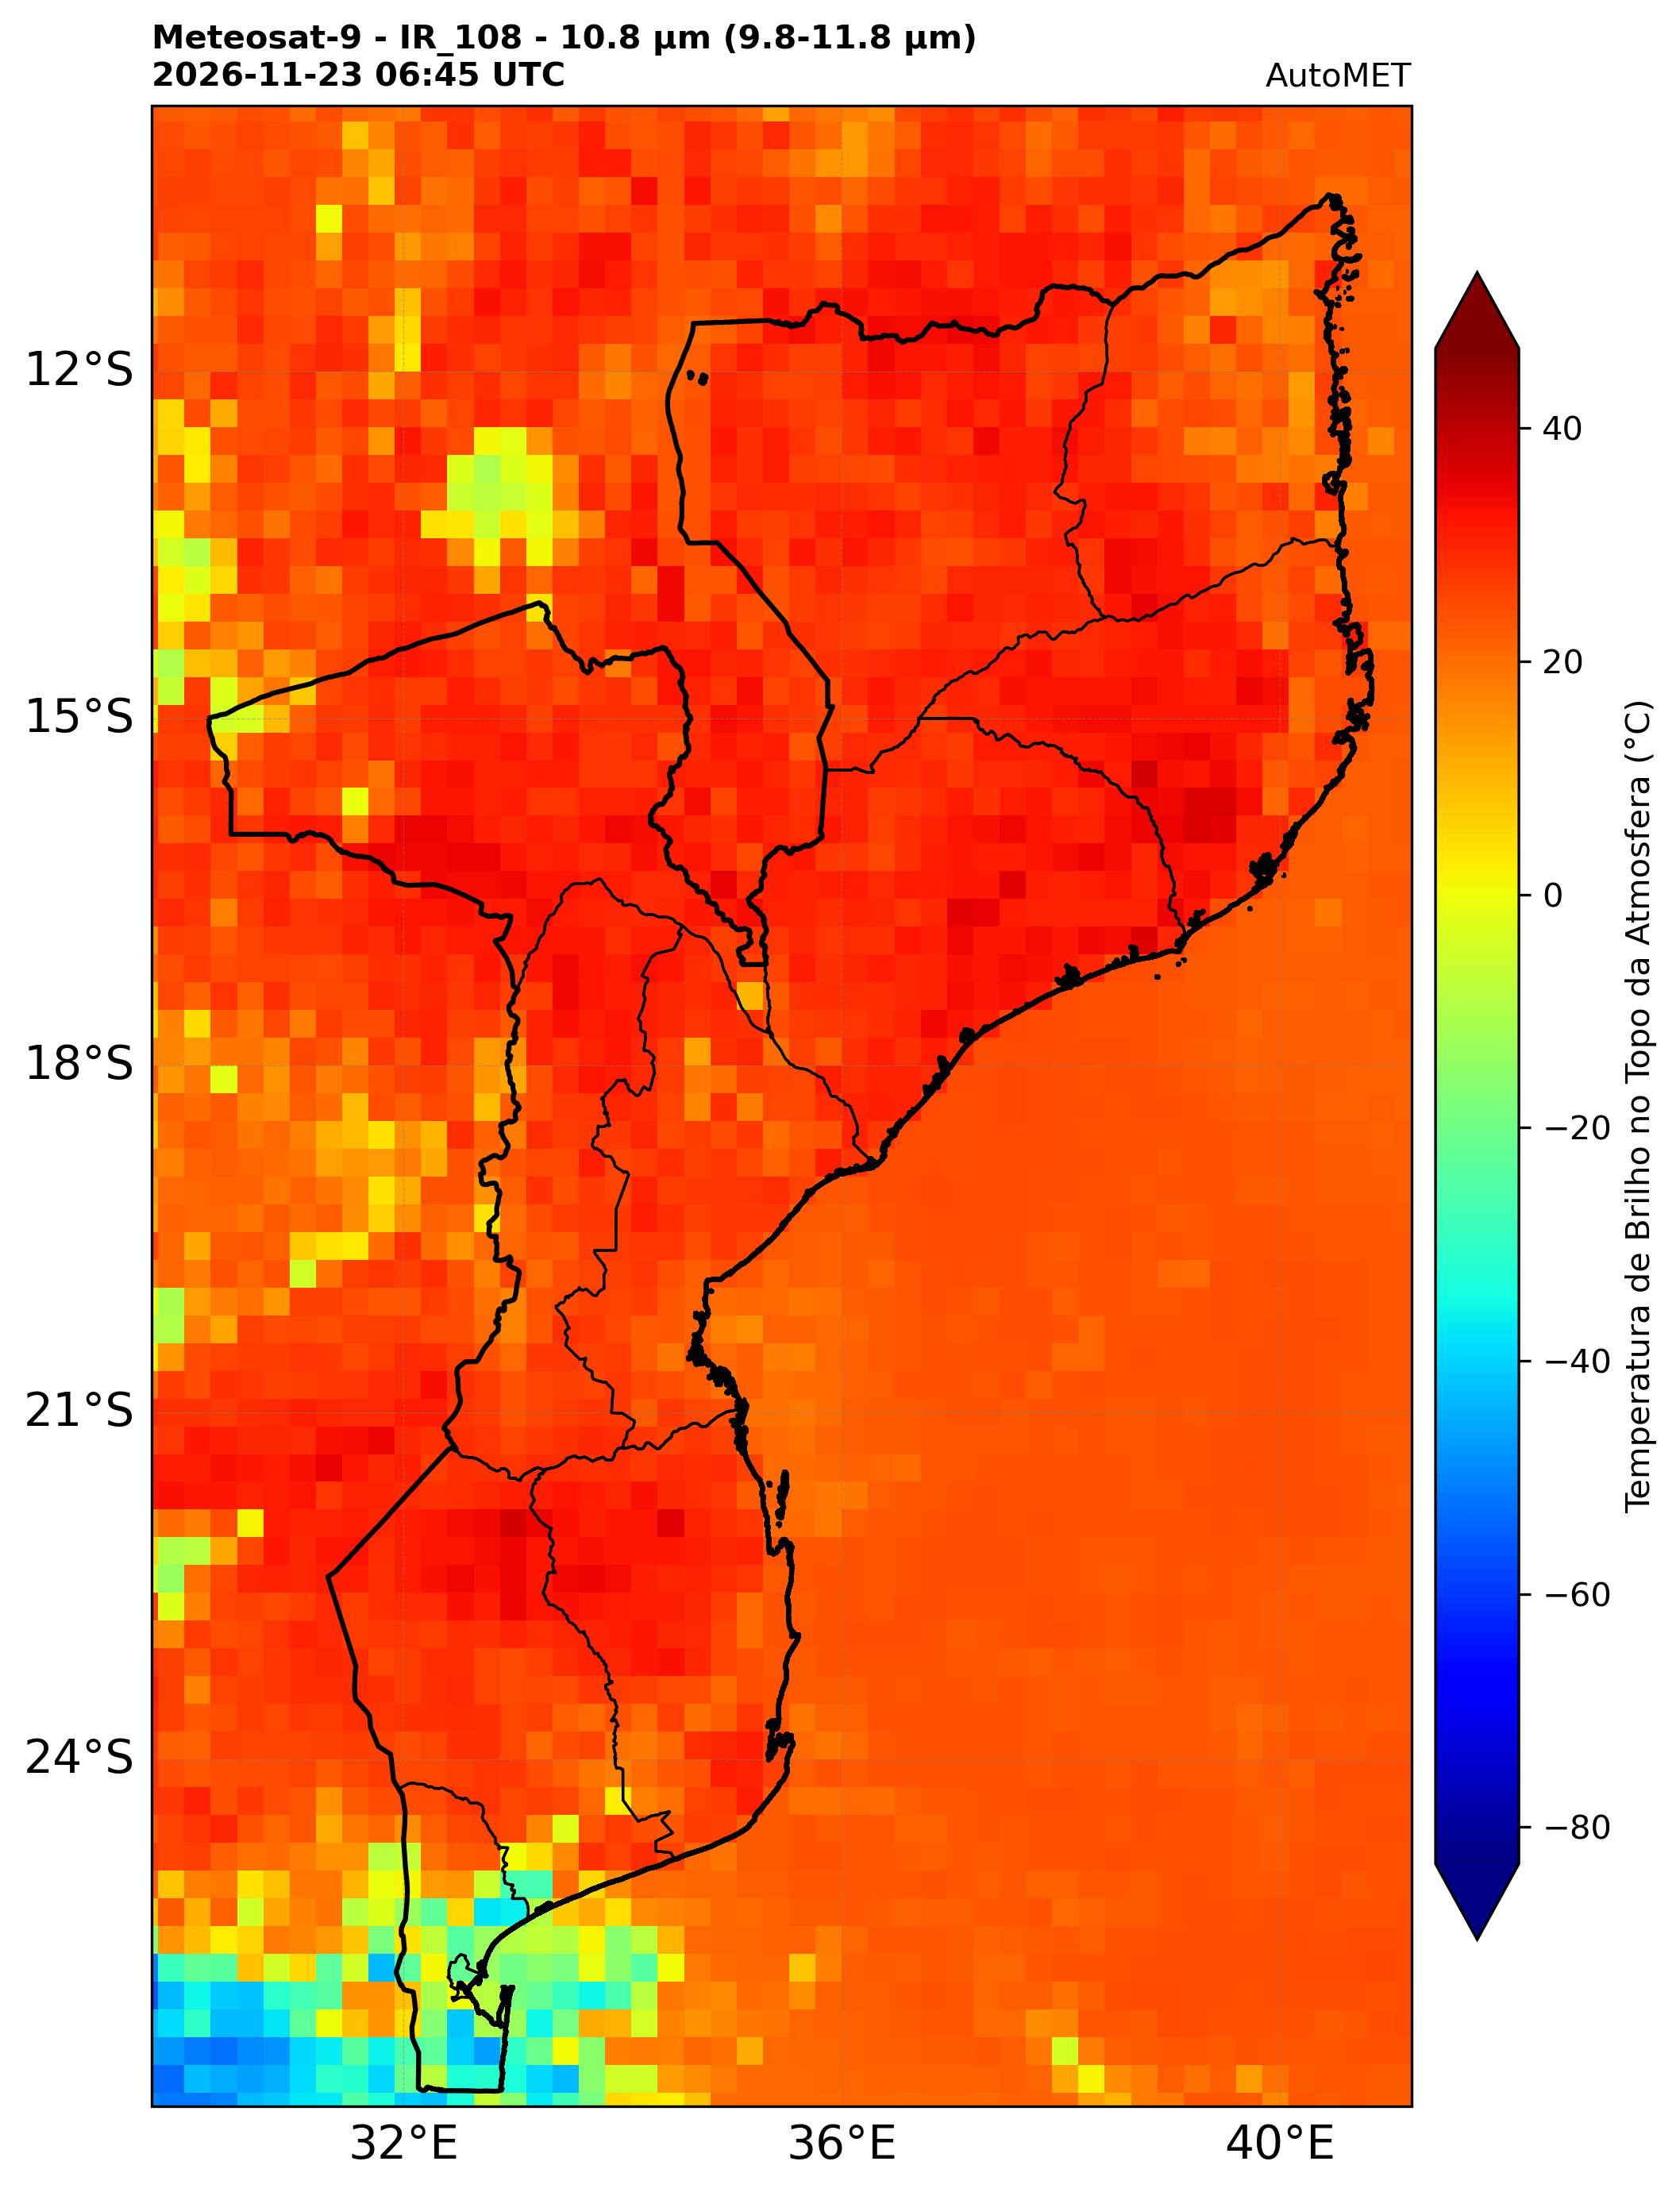 Meteosat-9 - IR_108 - 10.8 µm (9.8-11.8 µm)
2026-11-23 06:45 UTC
AutoMET
12°S
15°S
18°S
21°S
24°S
32°E
36°E
40°E
40
20
0
−20
−40
−60
−80
Temperatura de Brilho no Topo da Atmosfera (°C)